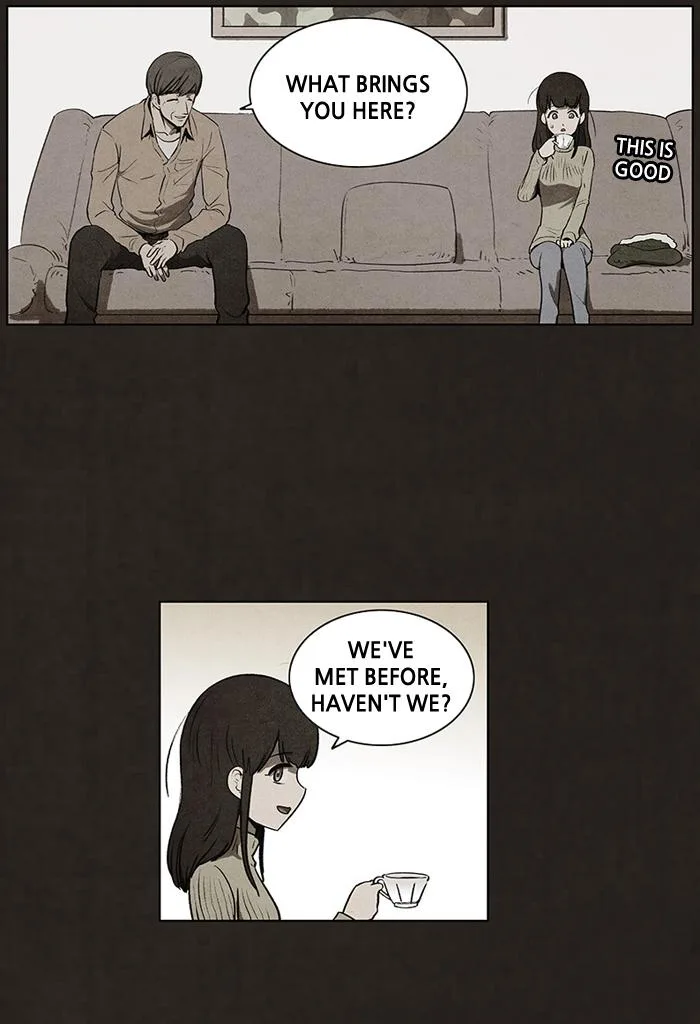 WHAT BRINGS
YOU HERE?
THIS IS
GOOD
WE'VE
MET BEFORE,
HAVEN'T WE?